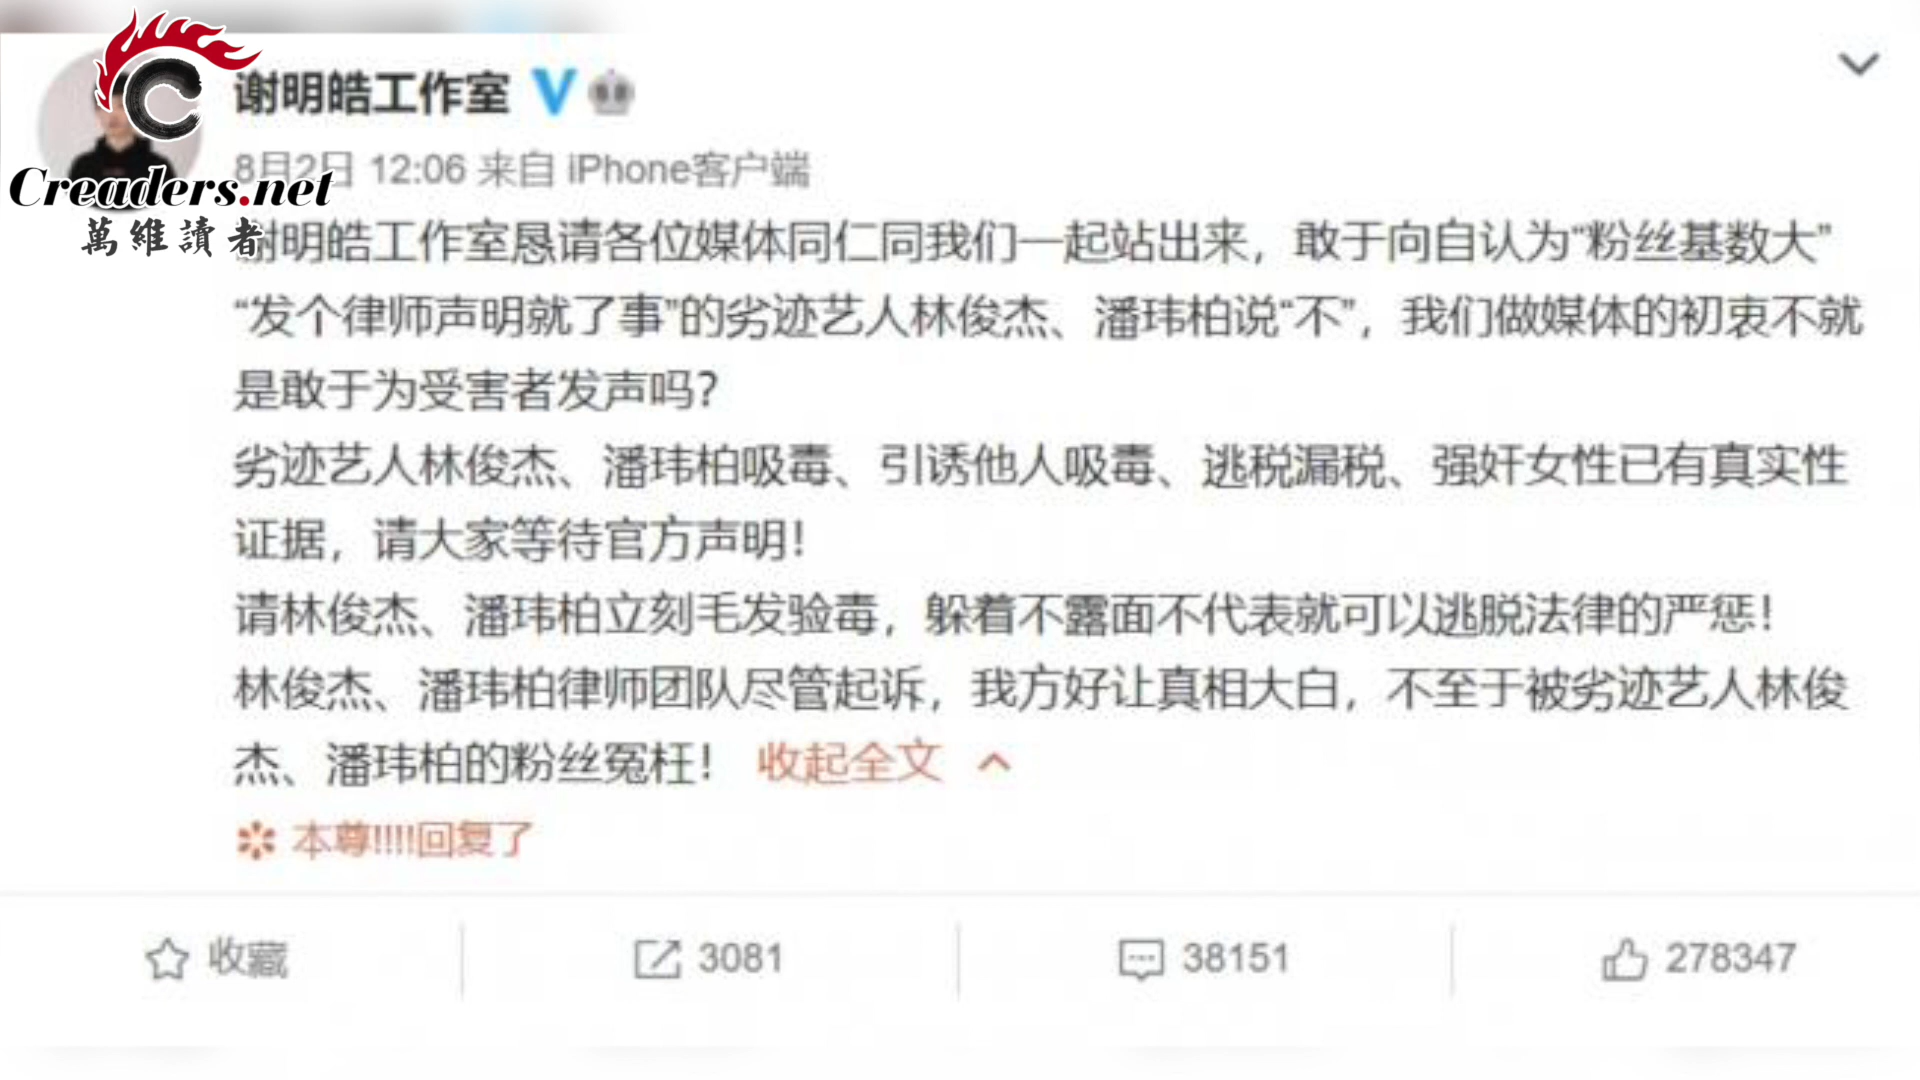 谢明皓工作室
8月2日 12:06 来自 iPhone客户端
Creaders.net
萬維讀者
谢明皓工作室恳请各位媒体同仁同我们一起站出来，敢于向自认为“粉丝基数大”
“发个律师声明就了事”的劣迹艺人林俊杰、潘玮柏说“不”，我们做媒体的初衷不就
是敢于为受害者发声吗？
劣迹艺人林俊杰、潘玮柏吸毒、引诱他人吸毒、逃税漏税、强奸女性已有真实性
证据，请大家等待官方声明！
请林俊杰、潘玮柏立刻毛发验毒，躲着不露面不代表就可以逃脱法律的严惩！
林俊杰、潘玮柏律师团队尽管起诉，我方好让真相大白，不至于被劣迹艺人林俊
杰、潘玮柏的粉丝冤枉！ 收起全文
本尊!!!!回复了
收藏 3081 38151 278347